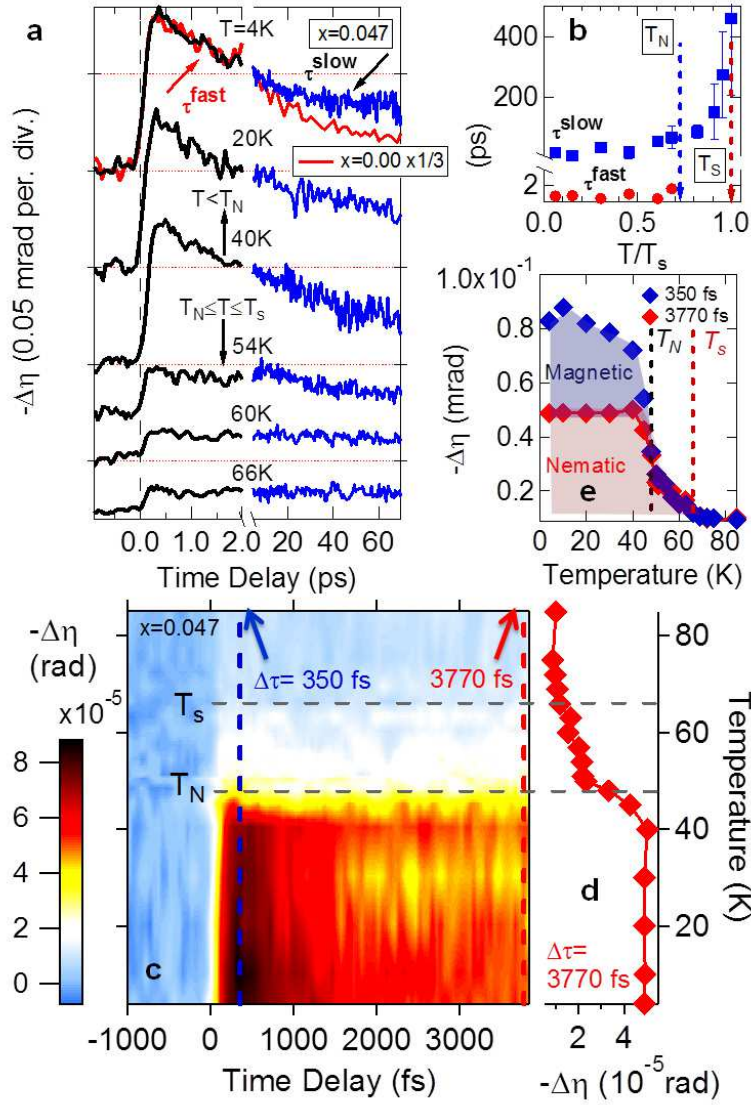 a
T=4K
x=0.047
τslow
τfast
x=0.00 x1/3
20K
T<TN
40K
TN≤T≤TS
54K
60K
66K
-Δη (0.05 mrad per. div.)
0.0 1.0 2.0 20 40 60
Time Delay (ps)
b
TN
400
200
2
(ps)
τslow
τfast
TS
0.0 0.5 1.0
T/Ts
1.0x10-1
0.8
0.6
0.4
0.2
-Δη (mrad)
350 fs
3770 fs
TN
Ts
Magnetic
Nematic
e
0 20 40 60 80
Temperature (K)
-Δη
(rad)
x10-5
8
6
4
2
0
x=0.047
Δτ= 350 fs
3770 fs
Ts
TN
c
-1000 0 1000 2000 3000
Time Delay (fs)
80
60
40
20
Temperature (K)
d
Δτ=
3770 fs
2 4
-Δη (10-5 rad)